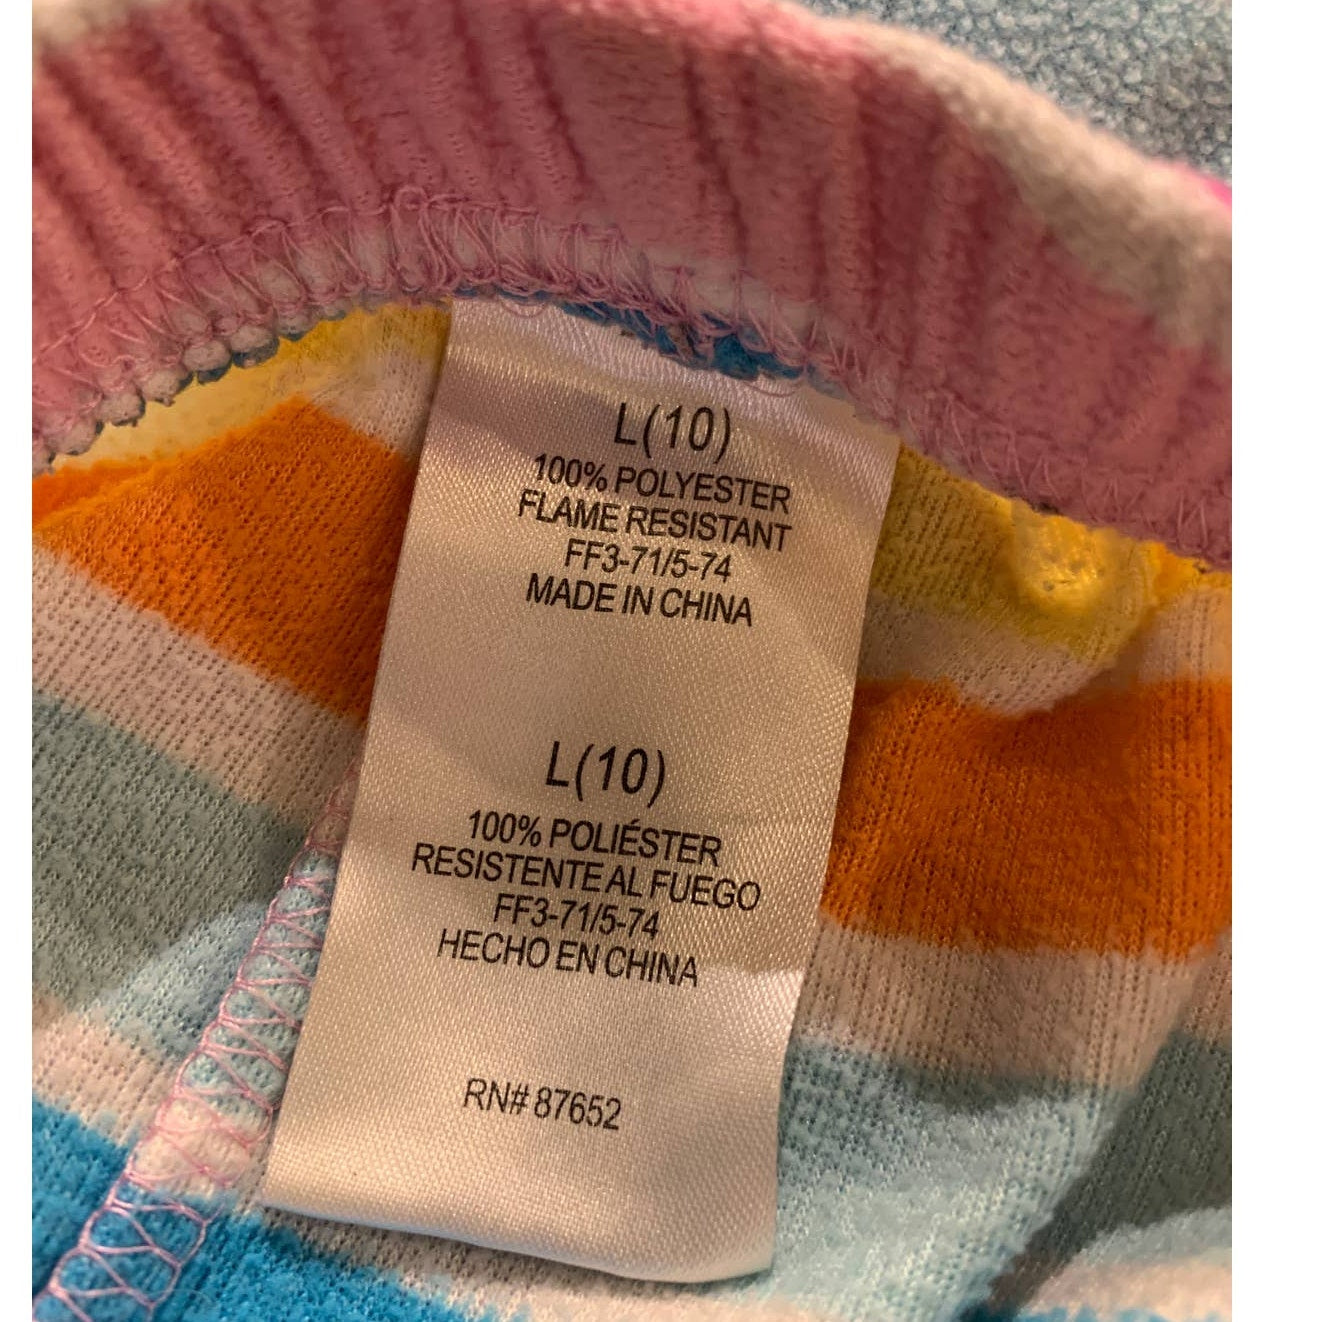 L(10)
100% POLYESTER
FLAME RESISTANT
FF3-71/5-74
MADE IN CHINA
L(10)
100% POLIÉSTER
RESISTENTE AL FUEGO
FF3-71/5-74
HECHO EN CHINA
RN# 87652